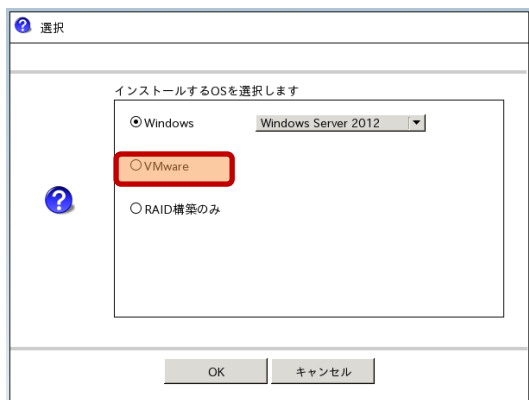 選択
インストールするOSを選択します
Windows Windows Server 2012
VMware
RAID構築のみ
OK キャンセル